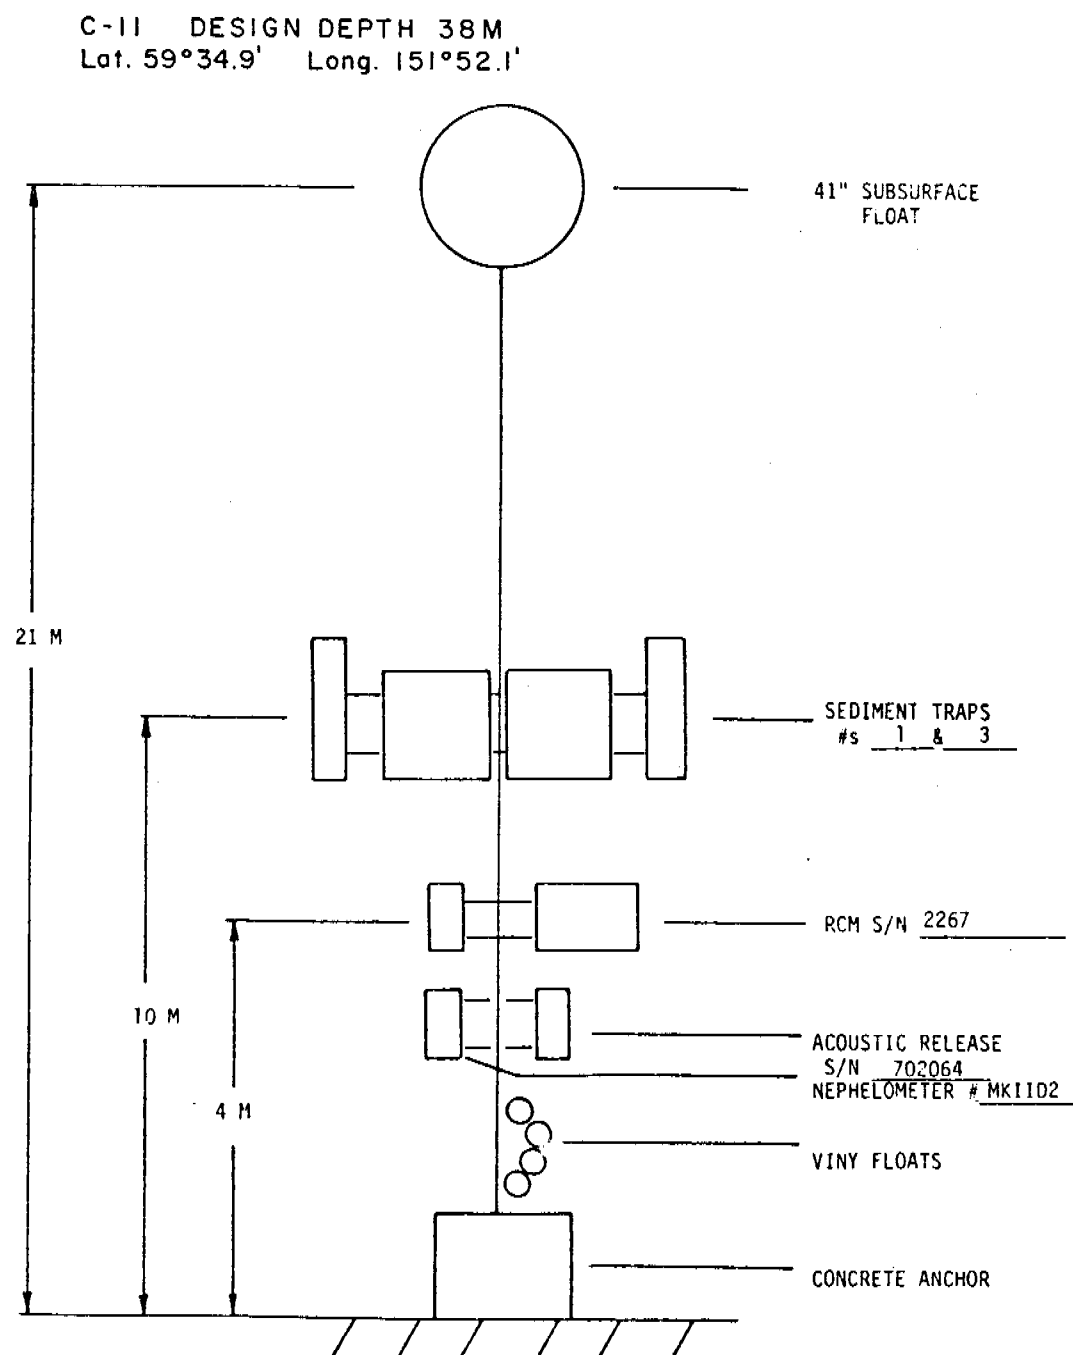 C-11 DESIGN DEPTH 38M
Lat. 59°34.9' Long. 151°52.1'
41" SUBSURFACE
FLOAT
21 M
SEDIMENT TRAPS
#s 1 & 3
RCM S/N 2267
10 M
ACOUSTIC RELEASE
S/N 702064
NEPHELOMETER # MKIID2
4 M
VINY FLOATS
CONCRETE ANCHOR